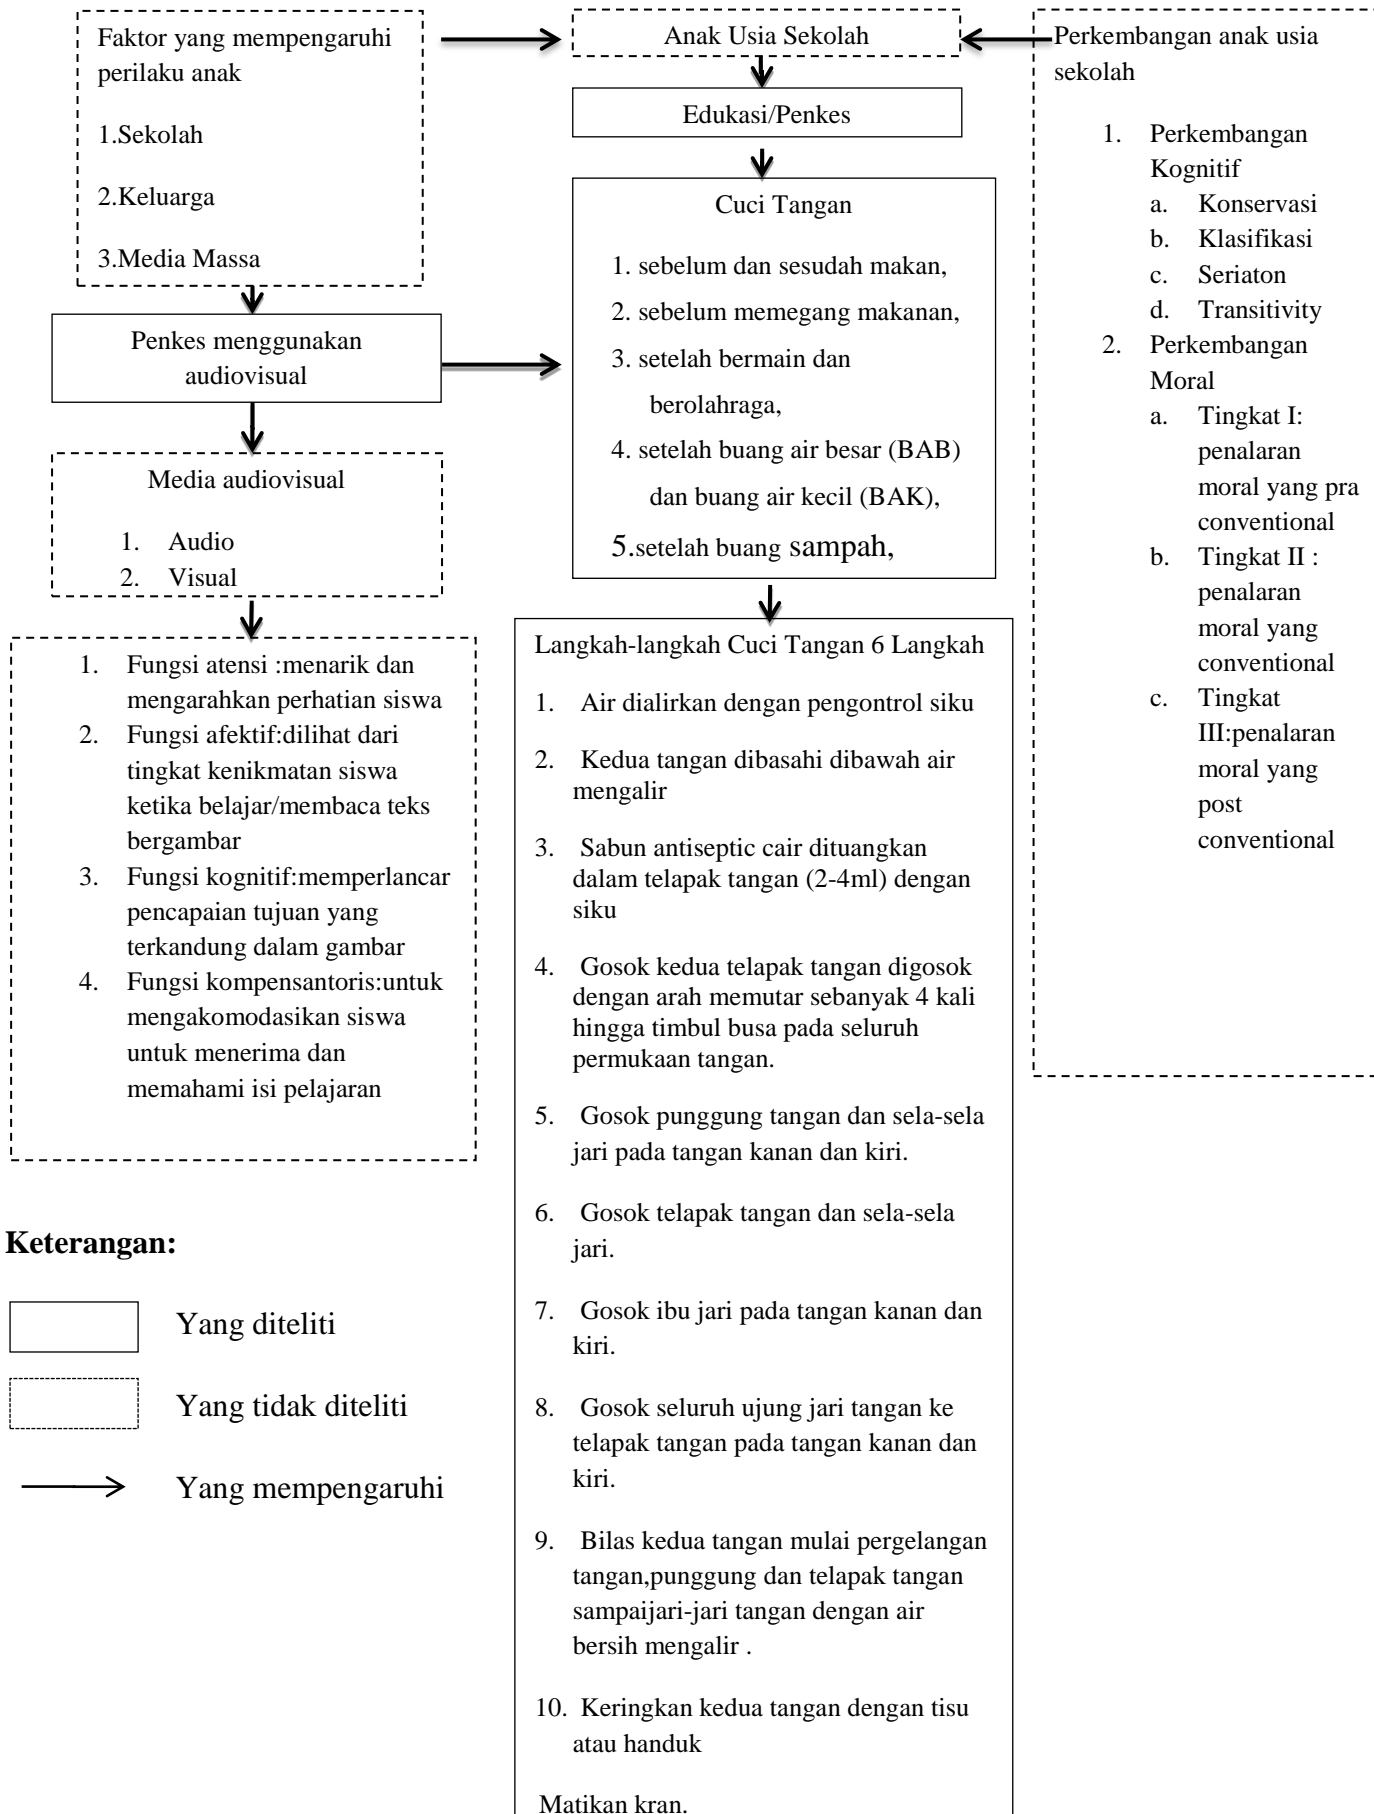 Faktor yang mempengaruhi
perilaku anak
1.Sekolah
2.Keluarga
3.Media Massa
Penkes menggunakan
audiovisual
Media audiovisual
1. Audio
2. Visual
1. Fungsi atensi :menarik dan
mengarahkan perhatian siswa
2. Fungsi afektif:dilihat dari
tingkat kenikmatan siswa
ketika belajar/membaca teks
bergambar
3. Fungsi kognitif:memperlancar
pencapaian tujuan yang
terkandung dalam gambar
4. Fungsi kompensantoris:untuk
mengakomodasikan siswa
untuk menerima dan
memahami isi pelajaran
Anak Usia Sekolah
Edukasi/Penkes
Cuci Tangan
1. sebelum dan sesudah makan,
2. sebelum memegang makanan,
3. setelah bermain dan
berolahraga,
4. setelah buang air besar (BAB)
dan buang air kecil (BAK),
5.setelah buang sampah,
Langkah-langkah Cuci Tangan 6 Langkah
1. Air dialirkan dengan pengontrol siku
2. Kedua tangan dibasahi dibawah air
mengalir
3. Sabun antiseptic cair dituangkan
dalam telapak tangan (2-4ml) dengan
siku
4. Gosok kedua telapak tangan digosok
dengan arah memutar sebanyak 4 kali
hingga timbul busa pada seluruh
permukaan tangan.
5. Gosok punggung tangan dan sela-sela
jari pada tangan kanan dan kiri.
6. Gosok telapak tangan dan sela-sela
jari.
7. Gosok ibu jari pada tangan kanan dan
kiri.
8. Gosok seluruh ujung jari tangan ke
telapak tangan pada tangan kanan dan
kiri.
9. Bilas kedua tangan mulai pergelangan
tangan,punggung dan telapak tangan
sampaijari-jari tangan dengan air
bersih mengalir .
10. Keringkan kedua tangan dengan tisu
atau handuk
Matikan kran.
Perkembangan anak usia
sekolah
1. Perkembangan
Kognitif
a. Konservasi
b. Klasifikasi
c. Seriaton
d. Transitivity
2. Perkembangan
Moral
a. Tingkat I:
penalaran
moral yang pra
conventional
b. Tingkat II :
penalaran
moral yang
conventional
c. Tingkat
III:penalaran
moral yang
post
conventional
Keterangan:
Yang diteliti
Yang tidak diteliti
Yang mempengaruhi